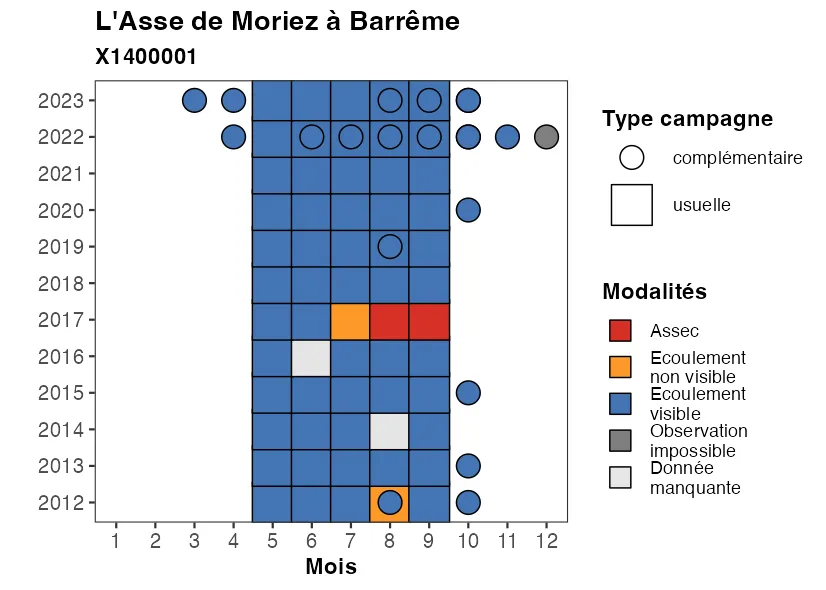 L'Asse de Moriez à Barrême
X1400001
2023
2022
2021
2020
2019
2018
2017
2016
2015
2014
2013
2012
1 2 3 4 5 6 7 8 9 10 11 12
Mois
Type campagne
complémentaire
usuelle
Modalités
Assec
Ecoulement
non visible
Ecoulement
visible
Observation
impossible
Donnée
manquante